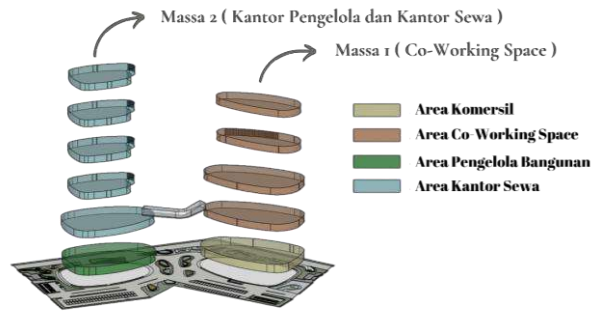 Massa 2 ( Kantor Pengelola dan Kantor Sewa )
Massa 1 ( Co-Working Space )
Area Komersil
Area Co-Working Space
Area Pengelola Bangunan
Area Kantor Sewa